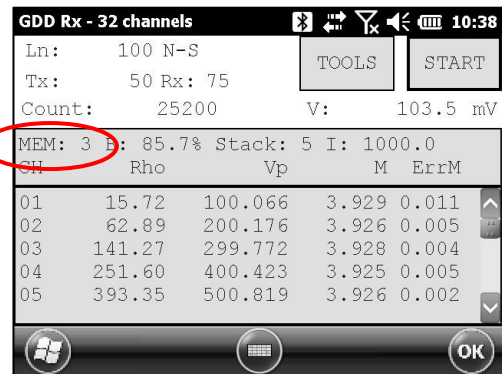 GDD Rx - 32 channels 10:38
Ln: 100 N-S TOOLS START
Tx: 50 Rx: 75
Count: 25200 V: 103.5 mV
MEM: 3 B: 85.7% Stack: 5 I: 1000.0
CH Rho Vp M ErrM
01 15.72 100.066 3.929 0.011
02 62.89 200.176 3.926 0.005
03 141.27 299.772 3.928 0.004
04 251.60 400.423 3.925 0.005
05 393.35 500.819 3.926 0.002
OK